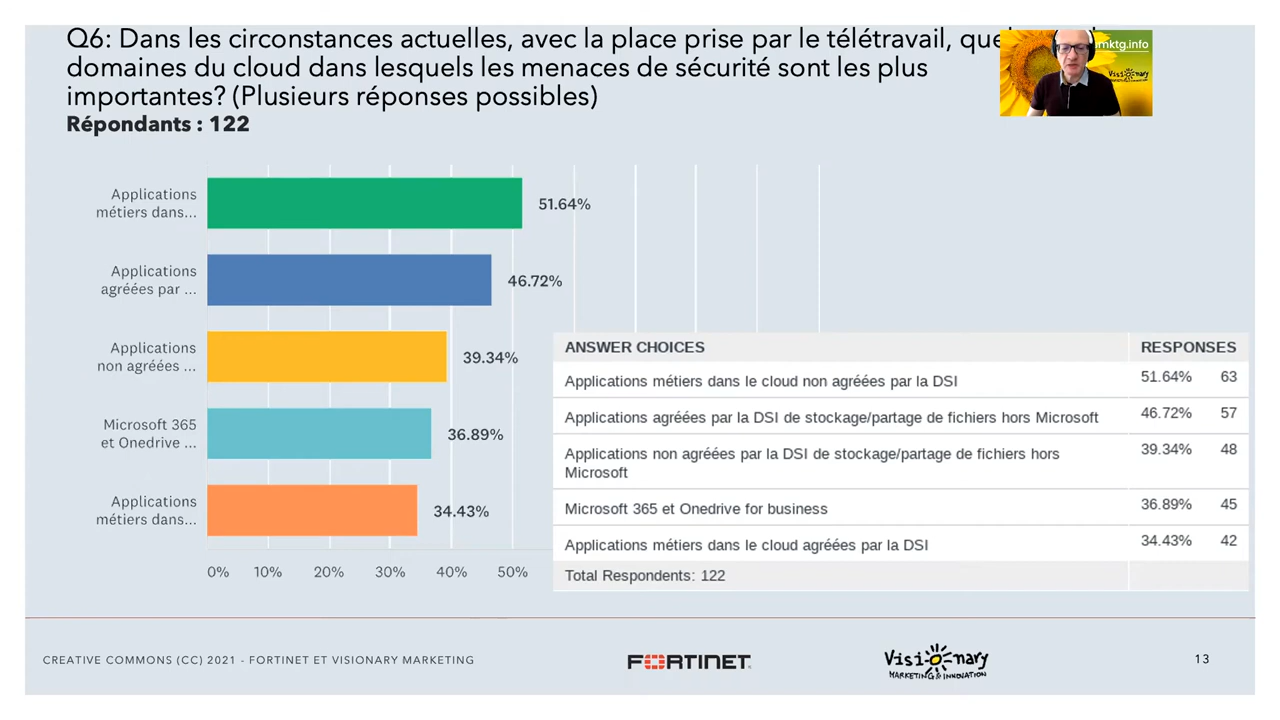 Q6: Dans les circonstances actuelles, avec la place prise par le télétravail,
domaines du cloud dans lesquels les menaces de sécurité sont les plus
importantes? (Plusieurs réponses possibles)
Répondants : 122
mktg.info
Visionary
Applications
métiers dans...
51.64%
Applications
agréées par ...
46.72%
Applications
non agréées ...
39.34%
Microsoft 365
et Onedrive ...
36.89%
Applications
métiers dans...
34.43%
0% 10% 20% 30% 40% 50%
ANSWER CHOICES RESPONSES
Applications métiers dans le cloud non agréées par la DSI 51.64% 63
Applications agréées par la DSI de stockage/partage de fichiers hors Microsoft 46.72% 57
Applications non agréées par la DSI de stockage/partage de fichiers hors 39.34% 48
Microsoft
Microsoft 365 et Onedrive for business 36.89% 45
Applications métiers dans le cloud agréées par la DSI 34.43% 42
Total Respondents: 122
CREATIVE COMMONS (CC) 2021 - FORTINET ET VISIONARY MARKETING
FORTINET
Visionary
MARKETING & INNOVATION
13